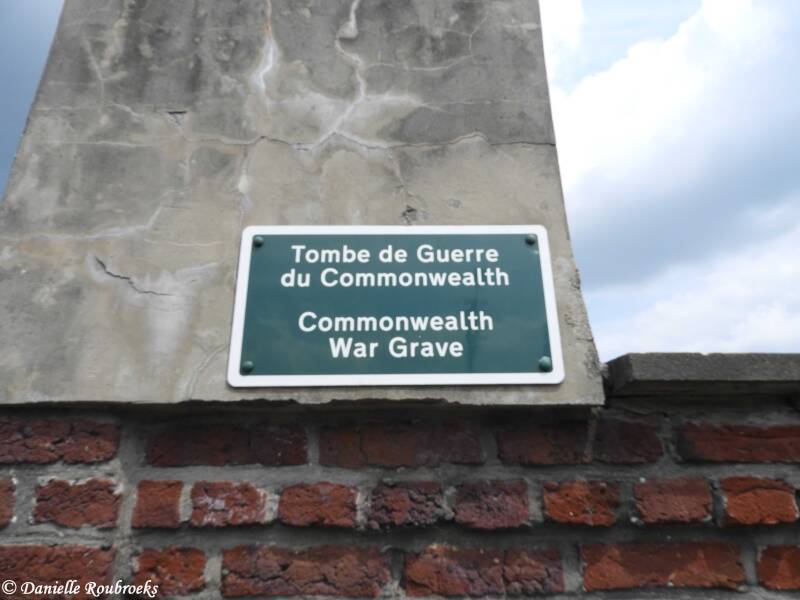 Tombe de Guerre
du Commonwealth
Commonwealth
War Grave
© Danielle Roubroeks